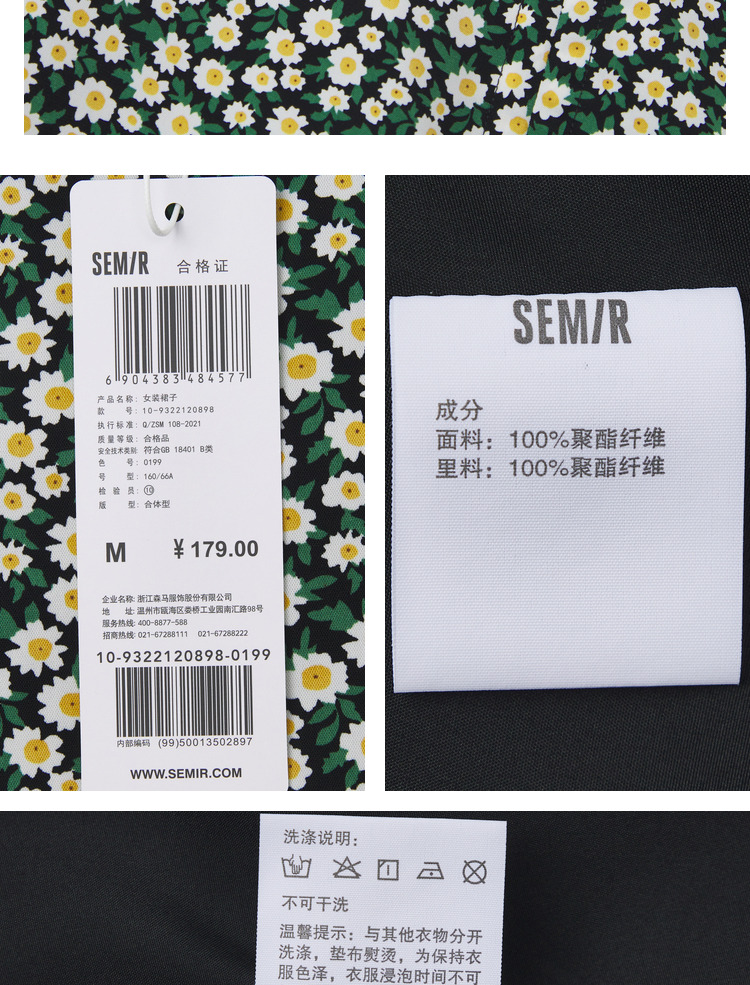 SEMIR 合格证
6 904383 484577
产品名称: 女装裙子
款 号: 10-9322120898
执行标准: Q/ZSM 108-2021
质量等级: 合格品
安全技术类别: 符合GB 18401 B类
色 号: 0199
号 型: 160/66A
检 验 员: ⑩
版 型: 合体型
M ¥179.00
企业名称: 浙江森马服饰股份有限公司
地 址: 温州市瓯海区娄桥工业园南汇路98号
服务热线: 400-8877-588
招商热线: 021-67288111 021-67288222
10-9322120898-0199
内部编码 (99)50013502897
WWW.SEMIR.COM
SEMIR
成分
面料: 100%聚酯纤维
里料: 100%聚酯纤维
洗涤说明:
不可干洗
温馨提示: 与其他衣物分开
洗涤, 垫布熨烫, 为保持衣
服色泽, 衣服浸泡时间不可